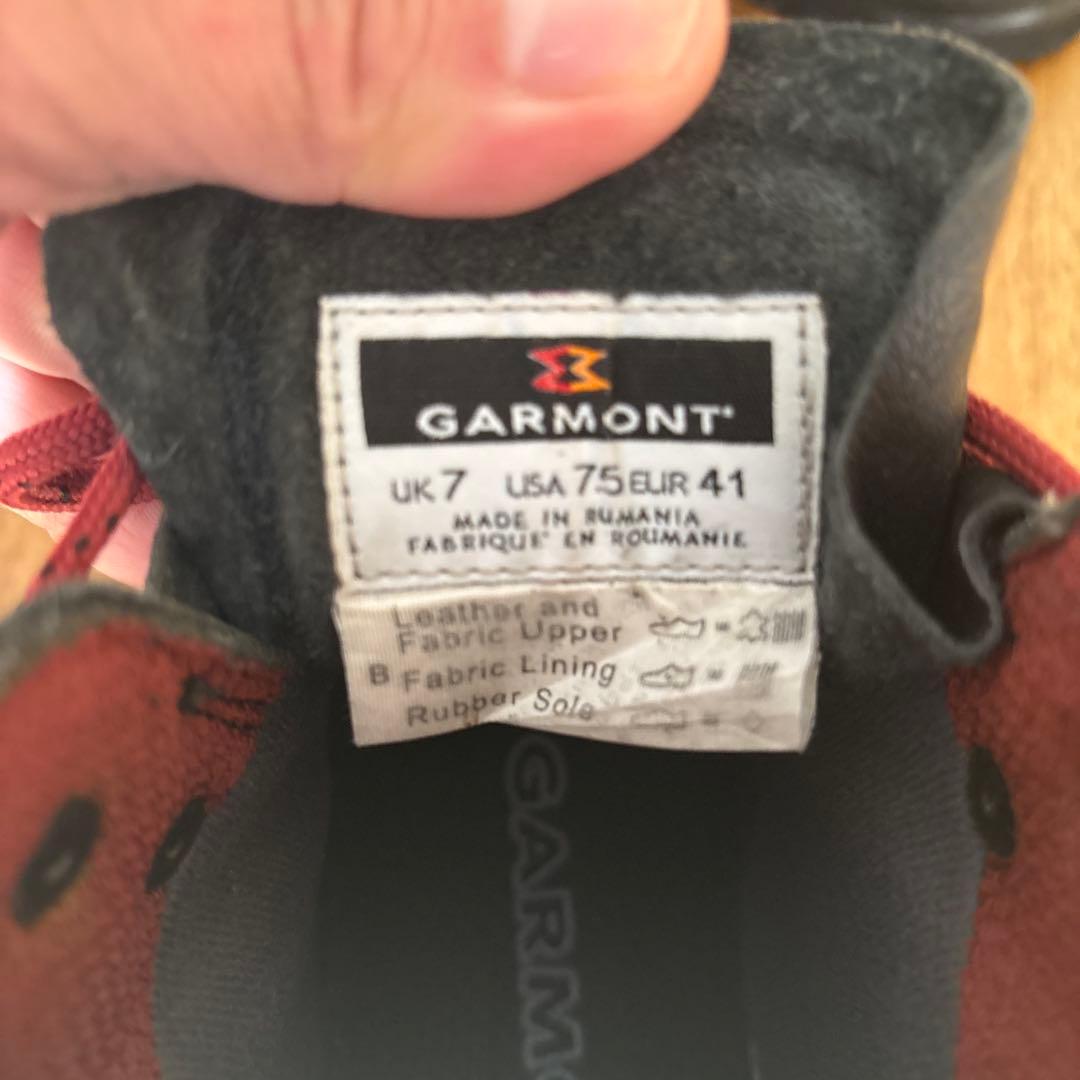 GARMONT
UK 7 USA 7.5 EUR 41
MADE IN RUMANIA
FABRIQUE' EN ROUMANIE
Leather and
Fabric Upper
B Fabric Lining
Rubber Sole
GARMO